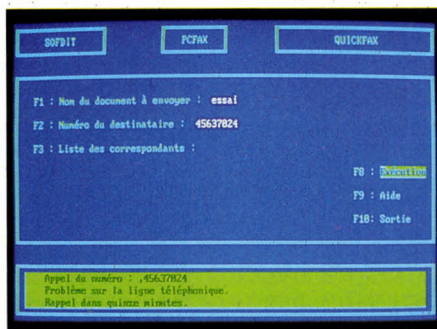 SOFDIT PCFAX QUICKFAX
F1 : Nom du document à envoyer : essai
F2 : Numéro du destinataire : 45637824
F3 : Liste des correspondants :
F8 : Exécution
F9 : Aide
F10: Sortie
Appel du numéro : ,45637824
Problème sur la ligne téléphonique.
Rappel dans quinze minutes.